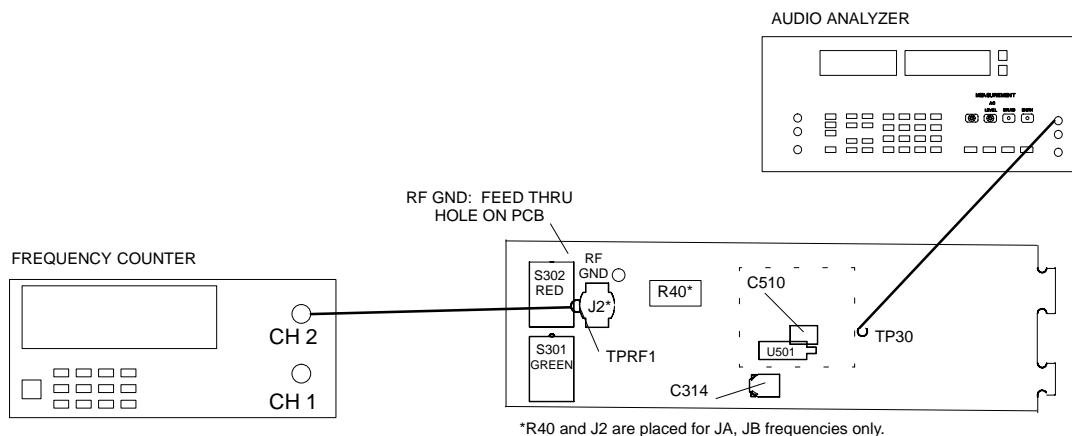 AUDIO ANALYZER
MEASUREMENT
AC
LEVEL
RF GND: FEED THRU
HOLE ON PCB
FREQUENCY COUNTER
CH 2
CH 1
S302
RED
RF
GND
J2*
R40*
C510
U501
TP30
S301
GREEN
TPRF1
C314
*R40 and J2 are placed for JA, JB frequencies only.